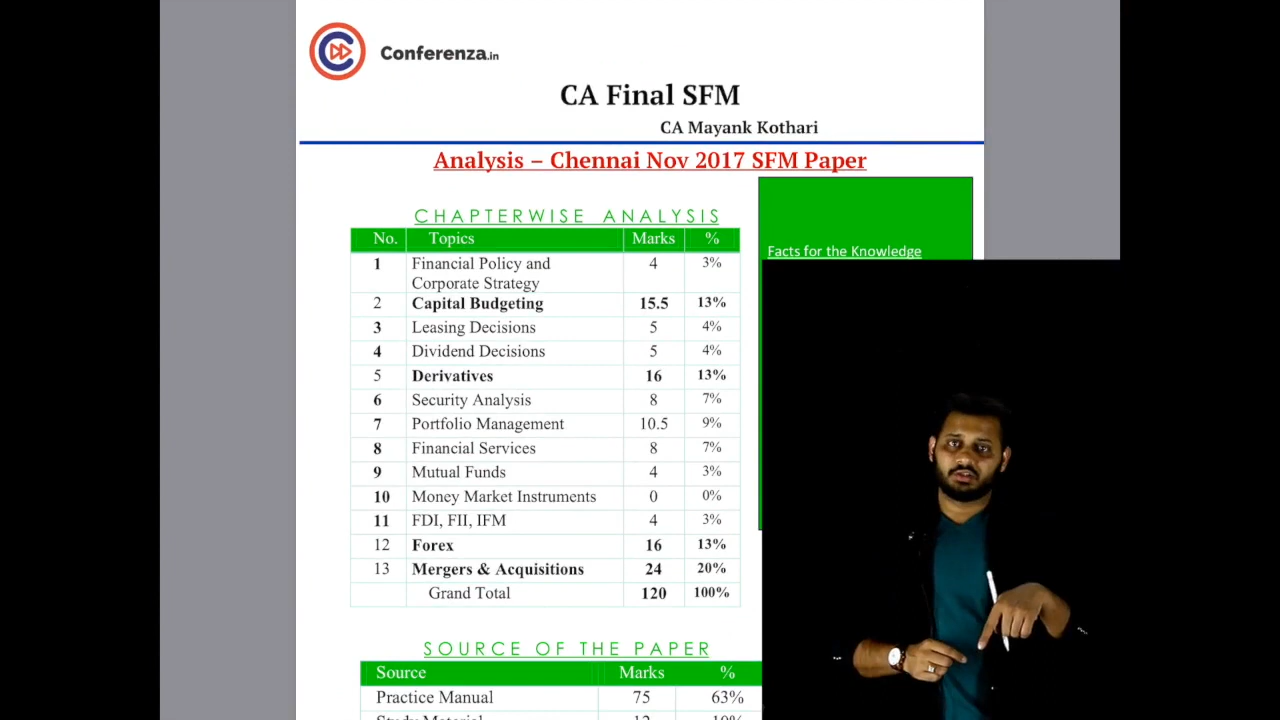 Conferenza.in
CA Final SFM
CA Mayank Kothari
Analysis – Chennai Nov 2017 SFM Paper
CHAPTERWISE ANALYSIS
No. Topics Marks %
1 Financial Policy and Corporate Strategy 4 3%
2 Capital Budgeting 15.5 13%
3 Leasing Decisions 5 4%
4 Dividend Decisions 5 4%
5 Derivatives 16 13%
6 Security Analysis 8 7%
7 Portfolio Management 10.5 9%
8 Financial Services 8 7%
9 Mutual Funds 4 3%
10 Money Market Instruments 0 0%
11 FDI, FII, IFM 4 3%
12 Forex 16 13%
13 Mergers & Acquisitions 24 20%
Grand Total 120 100%
Facts for the Knowledge
SOURCE OF THE PAPER
Source Marks %
Practice Manual 75 63%